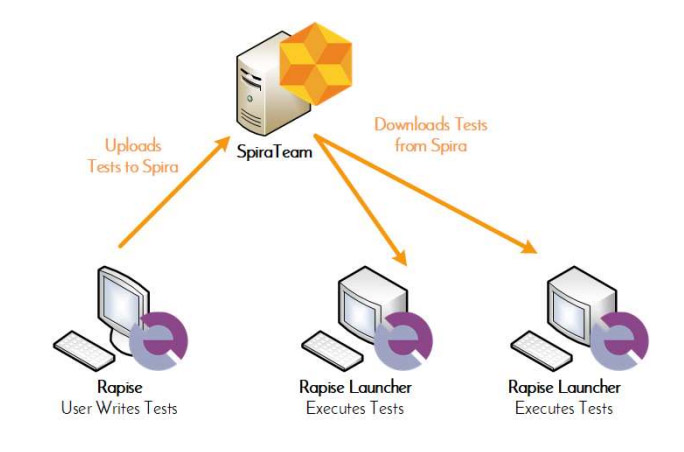 Downloads Tests
from Spira
Uploads
Tests to Spira
SpiraTeam
Rapise
User Writes Tests
Rapise Launcher
Executes Tests
Rapise Launcher
Executes Tests